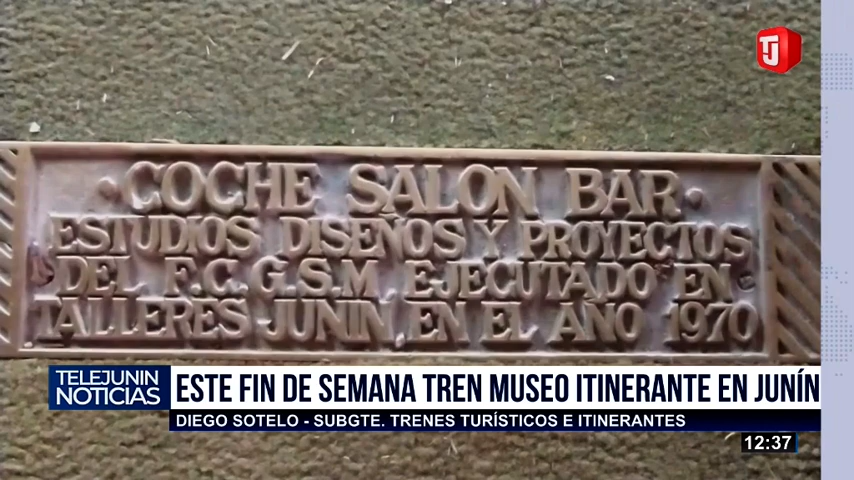 TJ
·COCHE SALON BAR·
ESTUDIOS DISEÑOS Y PROYECTOS
DEL F.C.G.S.M. EJECUTADO EN
TALLERES JUNIN EN EL AÑO 1970
TELEJUNIN NOTICIAS
ESTE FIN DE SEMANA TREN MUSEO ITINERANTE EN JUNÍN
DIEGO SOTELO - SUBGTE. TRENES TURÍSTICOS E ITINERANTES
12:37